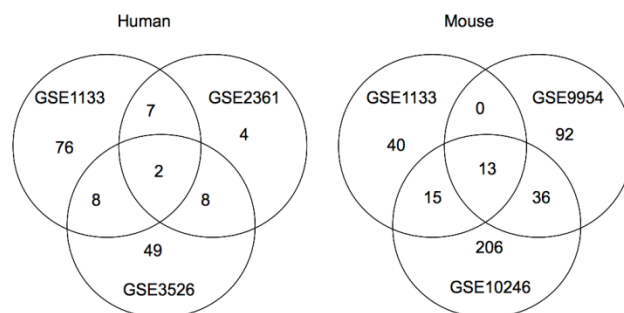 Human Mouse
GSE1133 7 GSE2361 GSE1133 0 GSE9954
76 4 40 92
2 13
8 8 15 36
49 206
GSE3526 GSE10246